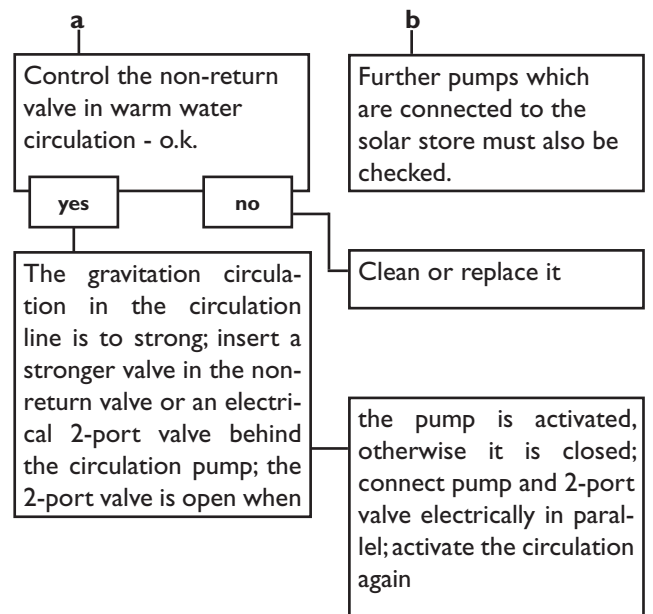 a
Control the non-return
valve in warm water
circulation - o.k.
yes
no
The gravitation circula-
tion in the circulation
line is to strong; insert a
stronger valve in the non-
return valve or an electri-
cal 2-port valve behind
the circulation pump; the
2-port valve is open when
b
Further pumps which
are connected to the
solar store must also be
checked.
Clean or replace it
the pump is activated,
otherwise it is closed;
connect pump and 2-port
valve electrically in paral-
lel; activate the circulation
again